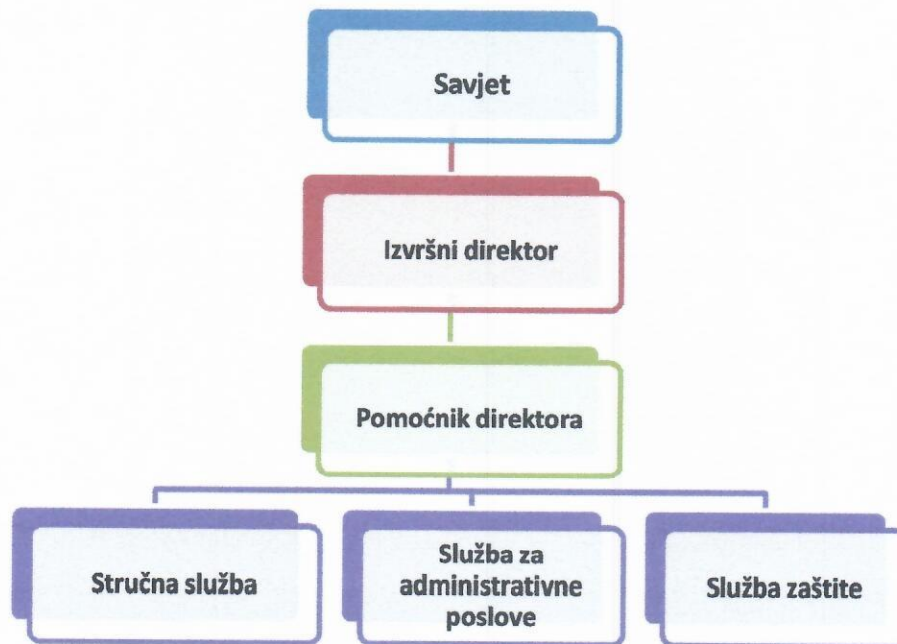 Savjet
Izvršni direktor
Pomoćnik direktora
Stručna služba
Služba za
administrativne
poslove
Služba zaštite